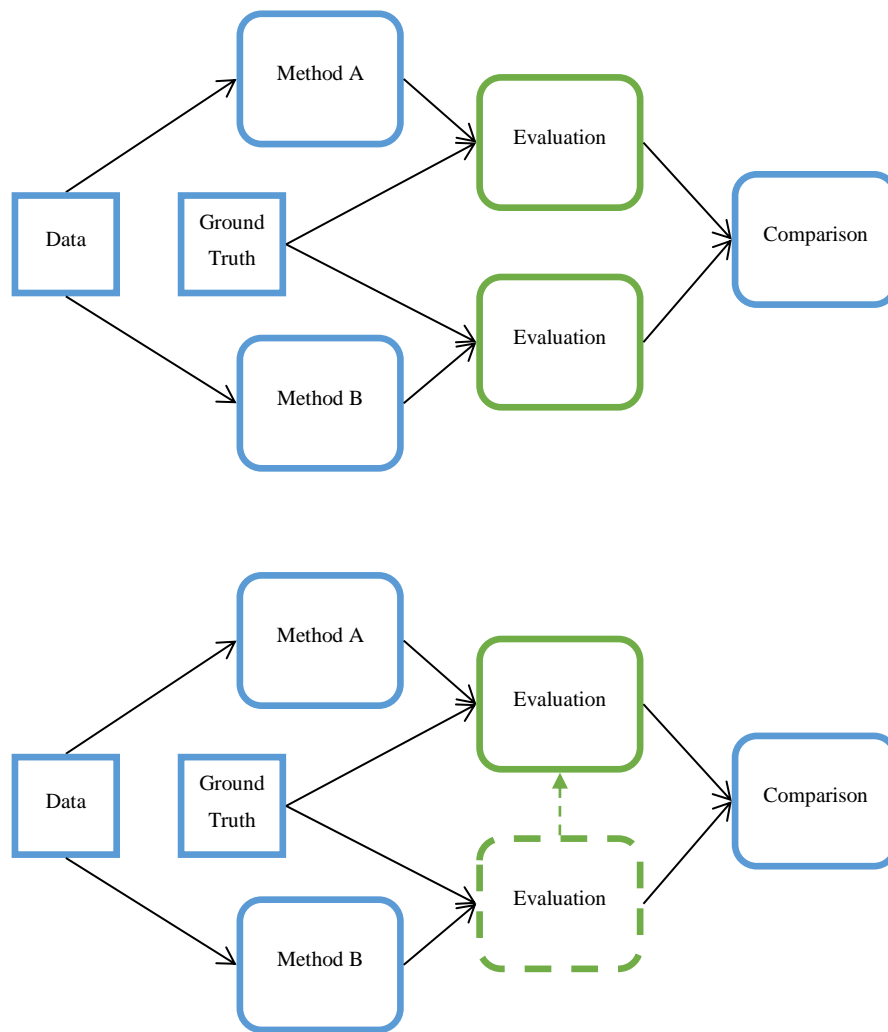 Method A
Evaluation
Data
Ground
Truth
Comparison
Evaluation
Method B
Method A
Evaluation
Data
Ground
Truth
Comparison
Evaluation
Method B